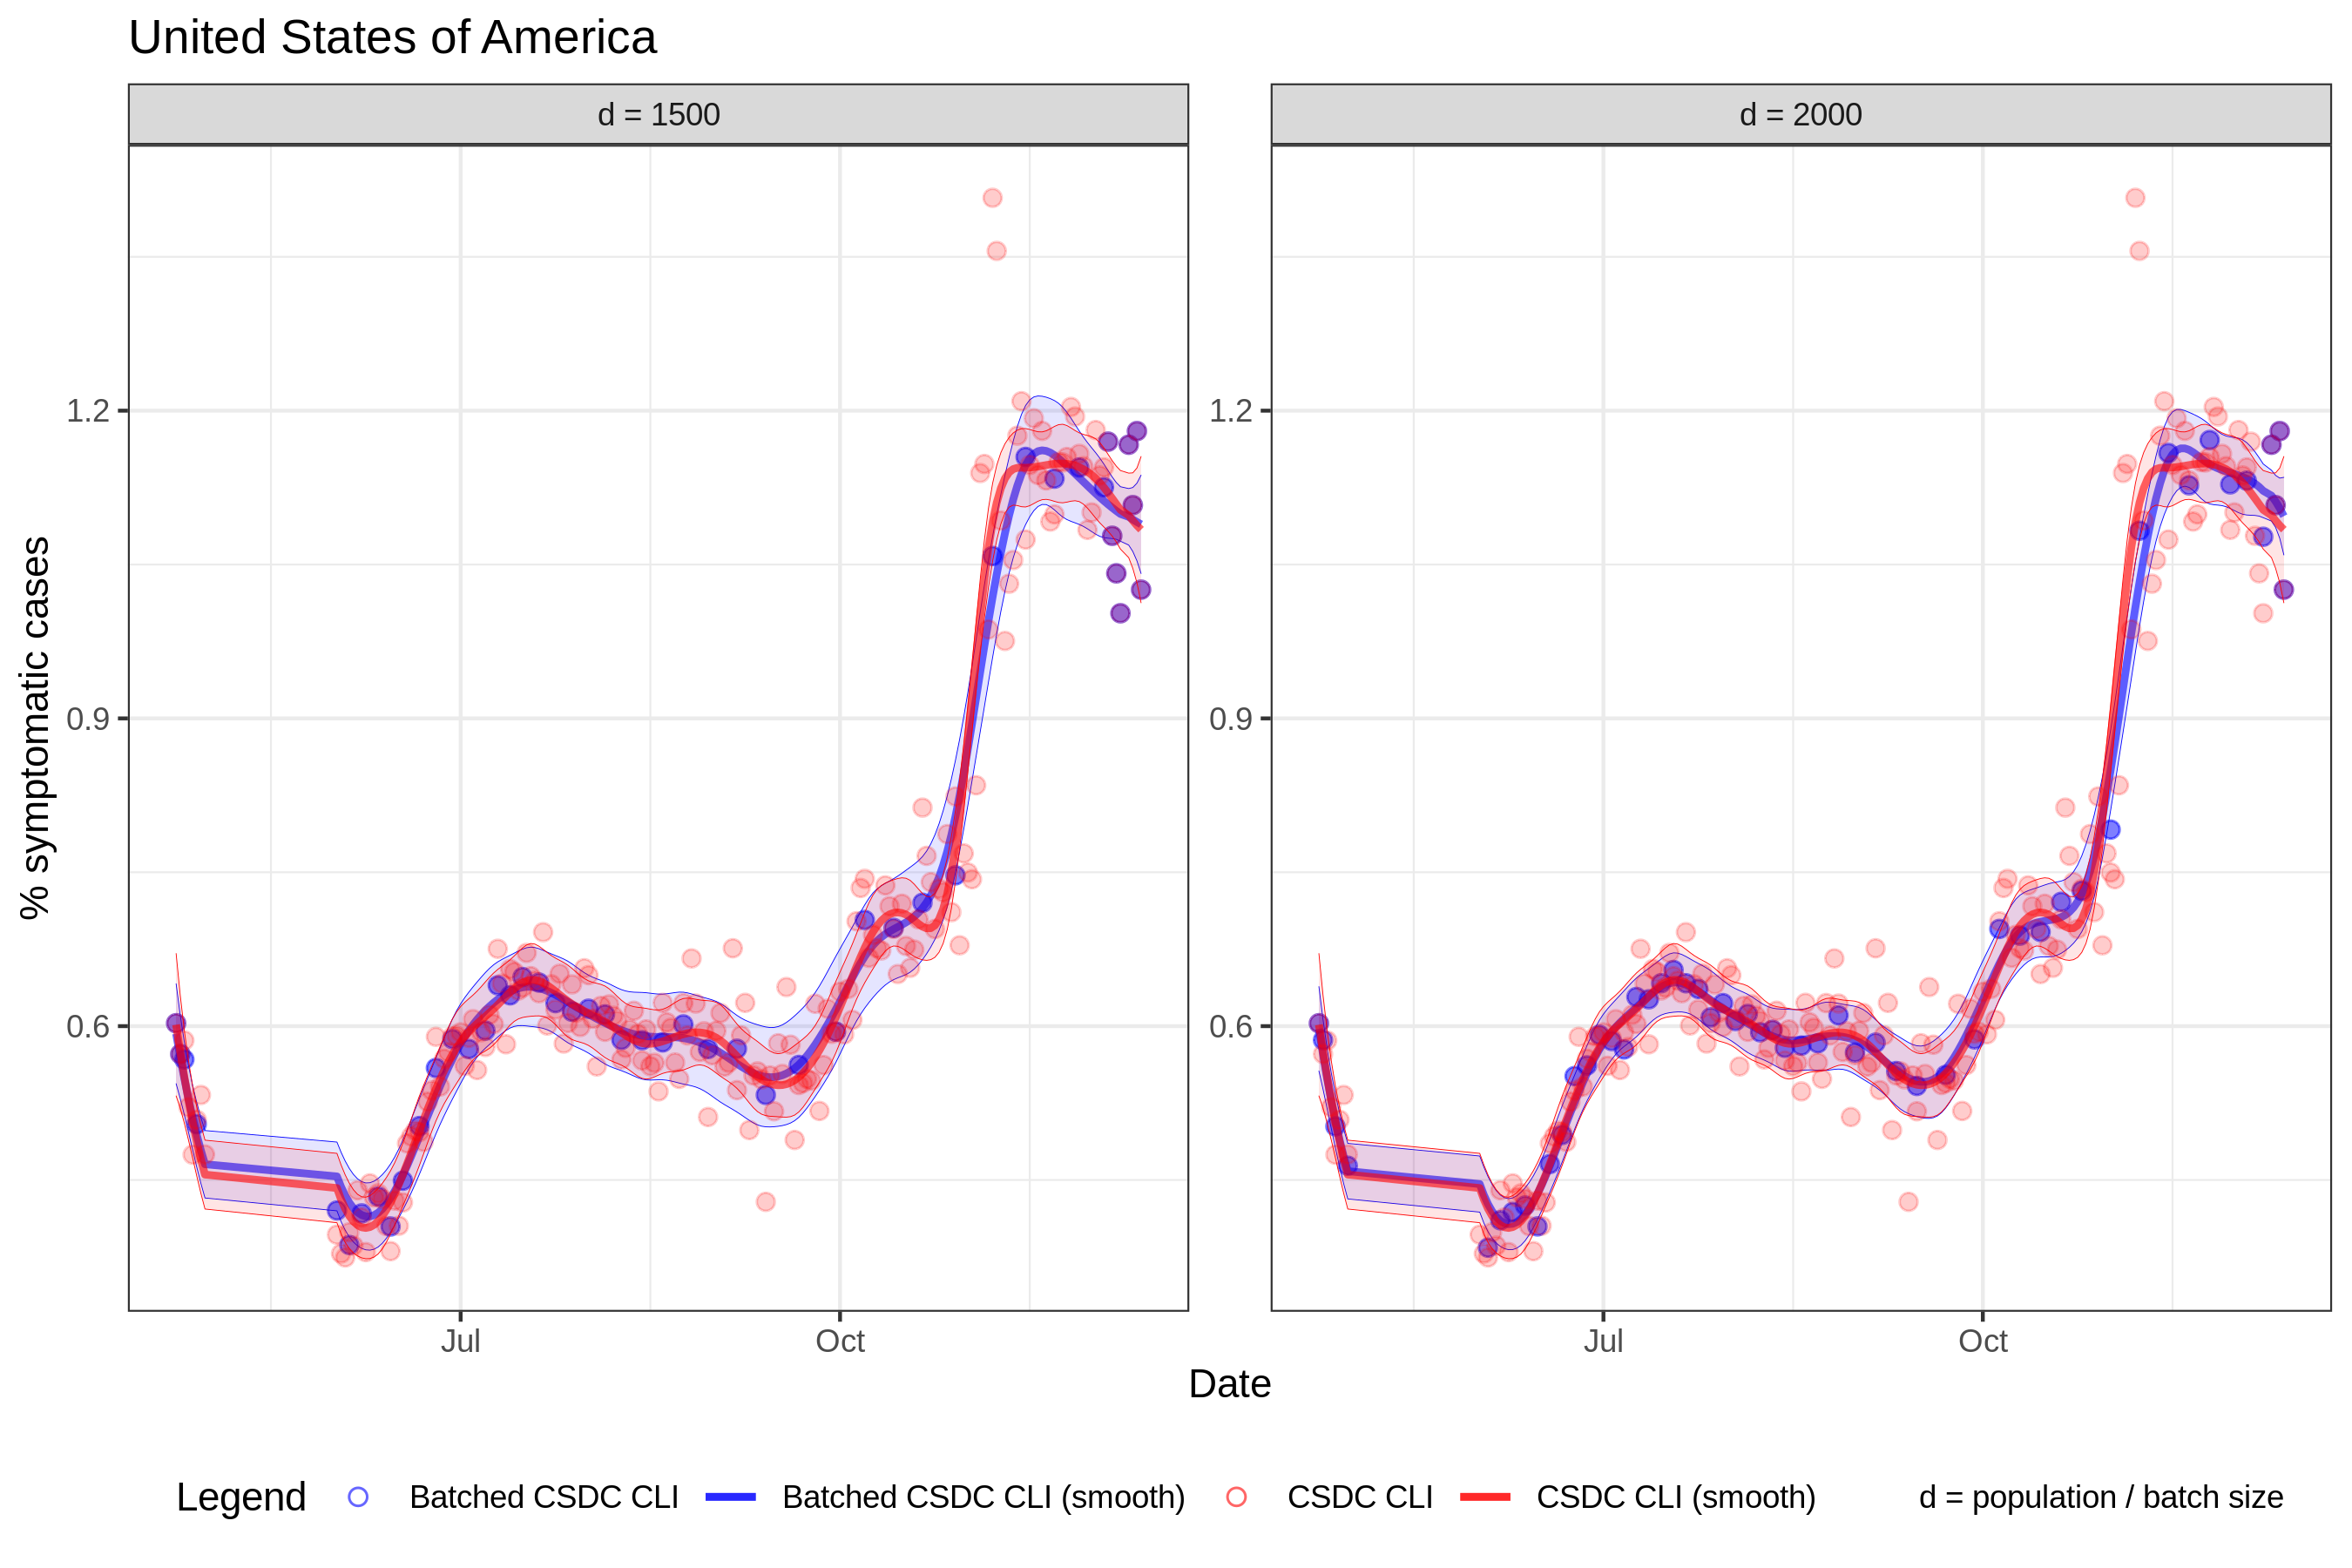 United States of America
d = 1500
d = 2000
% symptomatic cases
1.2
0.9
0.6
1.2
0.9
0.6
Jul
Oct
Jul
Oct
Date
Legend
Batched CSDC CLI
Batched CSDC CLI (smooth)
CSDC CLI
CSDC CLI (smooth)
d = population / batch size